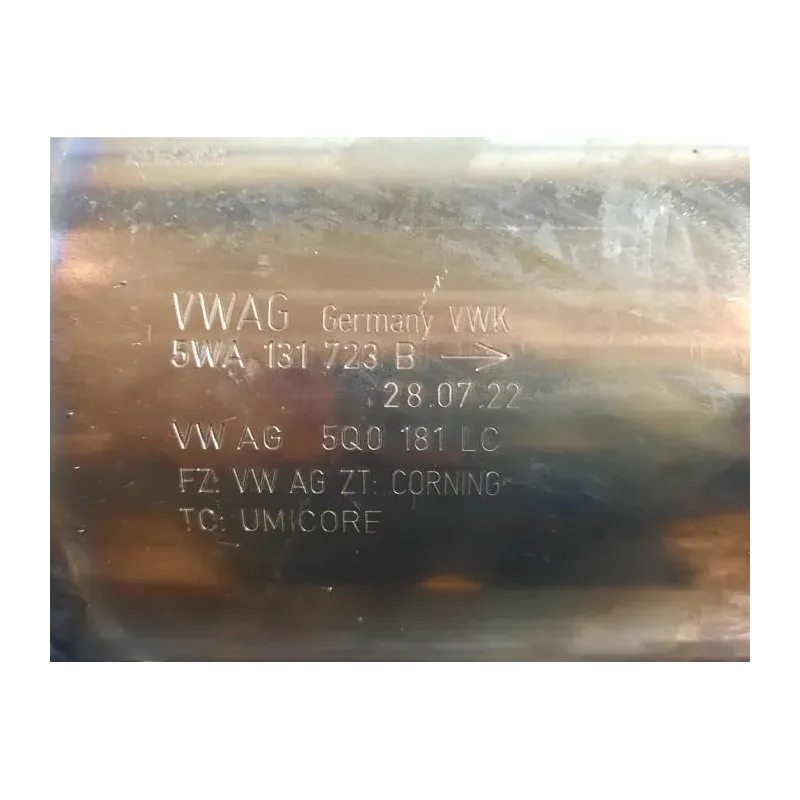 VWAG Germany VWK
5WA 131 723 B →
28.07.22
VW AG 5Q0 181 LC
FZ: VW AG ZT: CORNING
TC: UMICORE